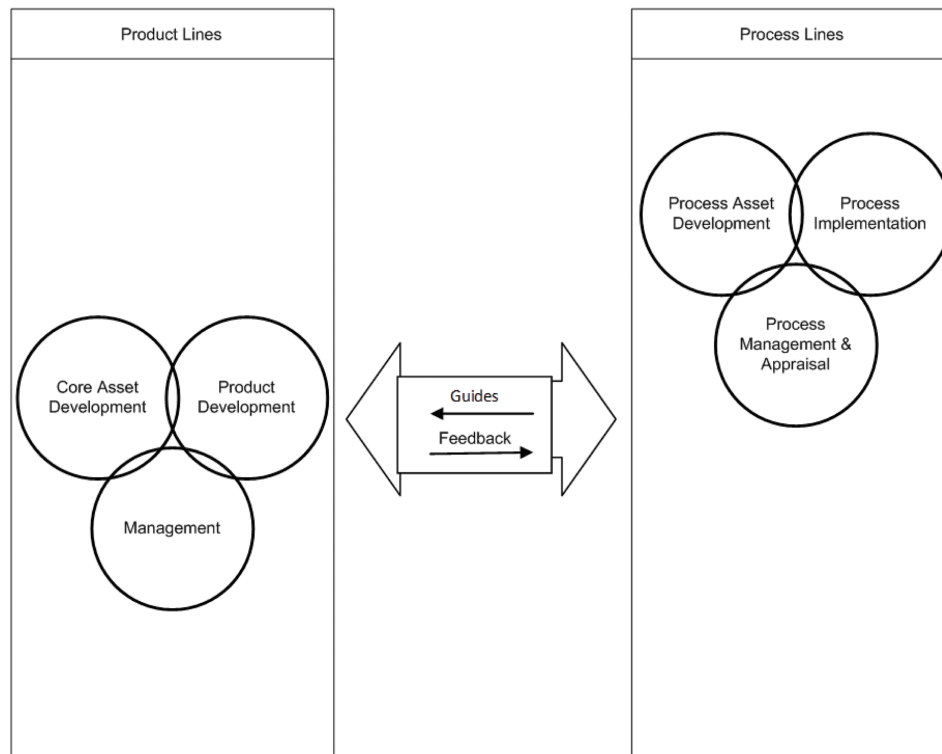 Product Lines
Process Lines
Process Asset
Development
Process
Implementation
Process
Management &
Appraisal
Core Asset
Development
Product
Development
Management
Guides
Feedback